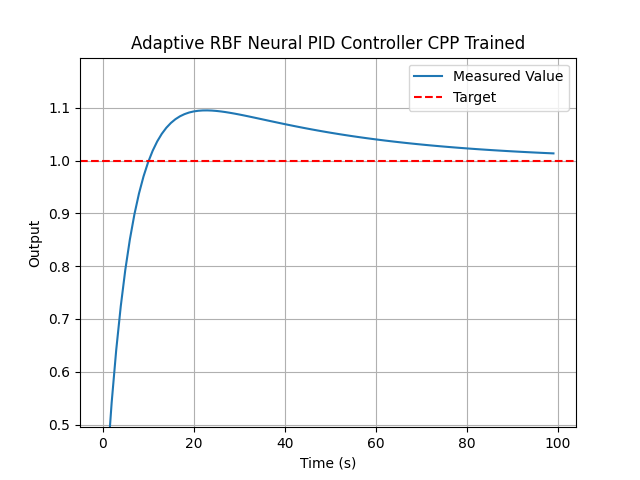 Adaptive RBF Neural PID Controller CPP Trained
Measured Value
Target
1.1
1.0
0.9
0.8
0.7
0.6
0.5
Output
0 20 40 60 80 100
Time (s)